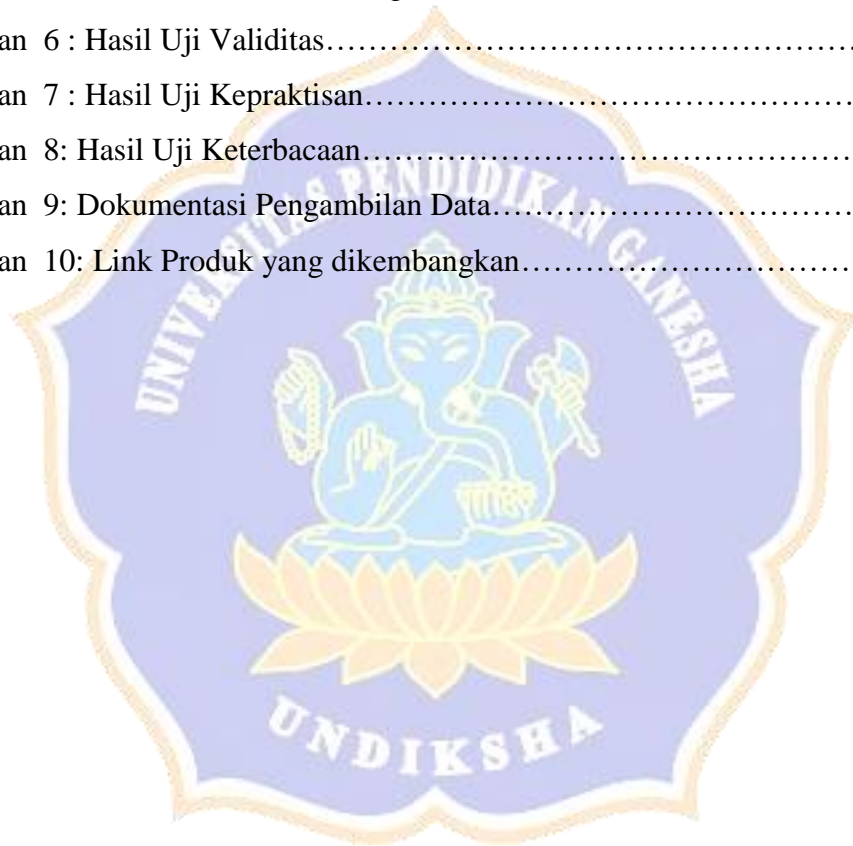 an 6 : Hasil Uji Validitas……………………………………………………
an 7 : Hasil Uji Kepraktisan…………………………………………………
an 8: Hasil Uji Keterbacaan…………………………………………………
an 9: Dokumentasi Pengambilan Data………………………………
an 10: Link Produk yang dikembangkan……………………………
UNIVERSITAS PENDIDIKAN GANESHA
UNDIKSHA